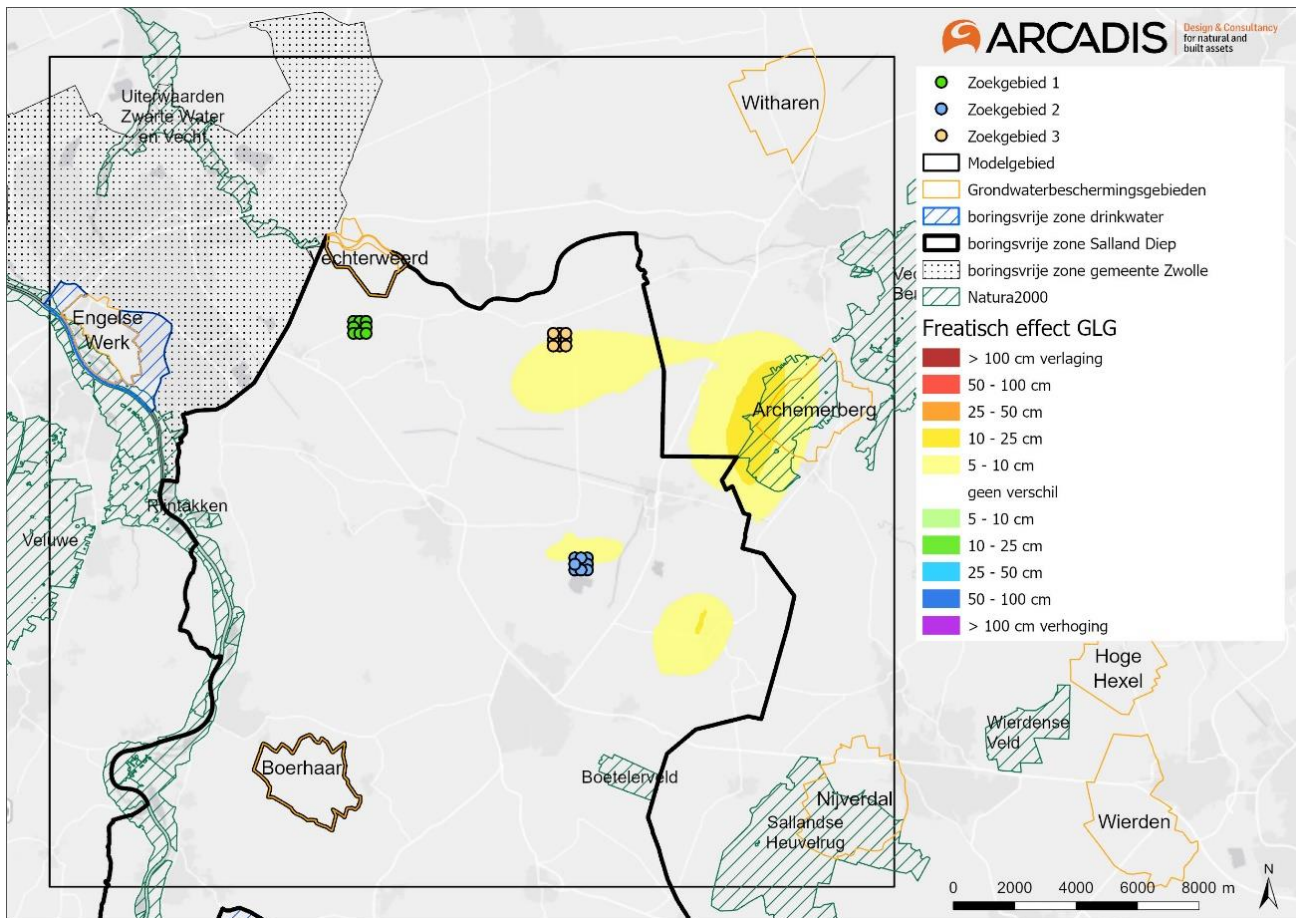 ARCADIS
Design & Consultancy
for natural and
built assets
Zoekgebied 1
Zoekgebied 2
Zoekgebied 3
Modelgebied
Grondwaterbeschermingsgebieden
boringsvrije zone drinkwater
boringsvrije zone Salland Diep
boringsvrije zone gemeente Zwolle
Natura2000
Freatisch effect GLG
> 100 cm verlaging
50 - 100 cm
25 - 50 cm
10 - 25 cm
5 - 10 cm
geen verschil
5 - 10 cm
10 - 25 cm
25 - 50 cm
50 - 100 cm
> 100 cm verhoging
Uiterwaarden
Zwarte Water
en Vecht
Witharen
Vechterweerd
Engelse
Werk
Archemerberg
Rijntakken
Veluwe
Boerhaar
Boetelerveld
Nijverdal
Sallandse
Heuvelrug
Hoge
Hexel
Wierdense
Veld
Wierden
N
0 2000 4000 6000 8000 m